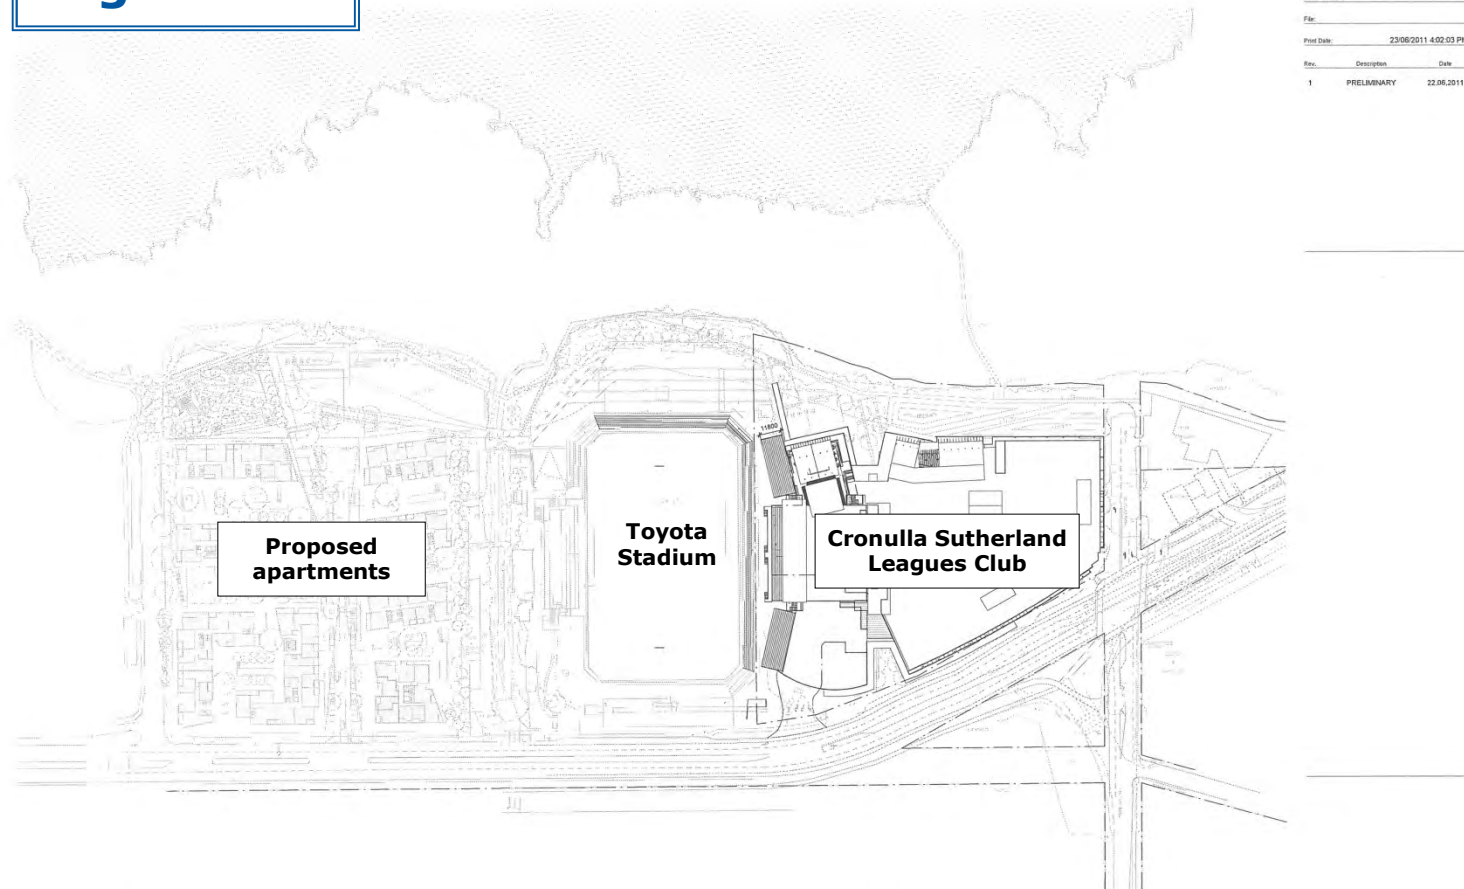 File:
Print Date: 23/06/2011 4:02:03 PM
Rev. Description Date
1 PRELIMINARY 22.06.2011
11800
Toyota
Stadium
Proposed
apartments
Cronulla Sutherland
Leagues Club